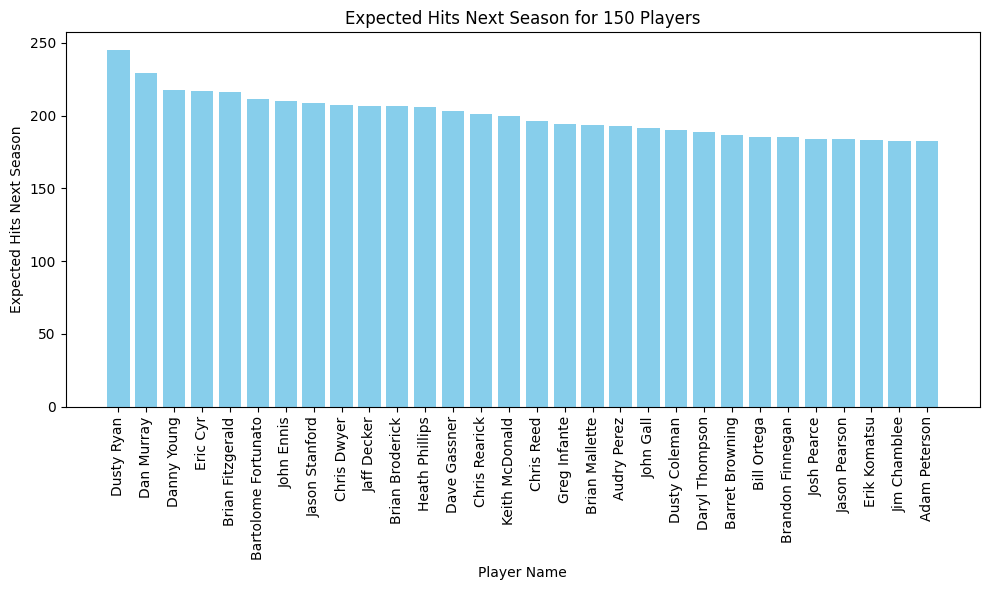 Expected Hits Next Season for 150 Players
Expected Hits Next Season
250
200
150
100
50
0
Dusty Ryan
Dan Murray
Danny Young
Eric Cyr
Brian Fitzgerald
Bartolome Fortunato
John Ennis
Jason Stanford
Chris Dwyer
Jaff Decker
Brian Broderick
Heath Phillips
Dave Gassner
Chris Rearick
Keith McDonald
Chris Reed
Greg Infante
Brian Mallette
Audry Perez
John Gall
Dusty Coleman
Daryl Thompson
Barret Browning
Bill Ortega
Brandon Finnegan
Josh Pearce
Jason Pearson
Erik Komatsu
Jim Chamblee
Adam Peterson
Player Name